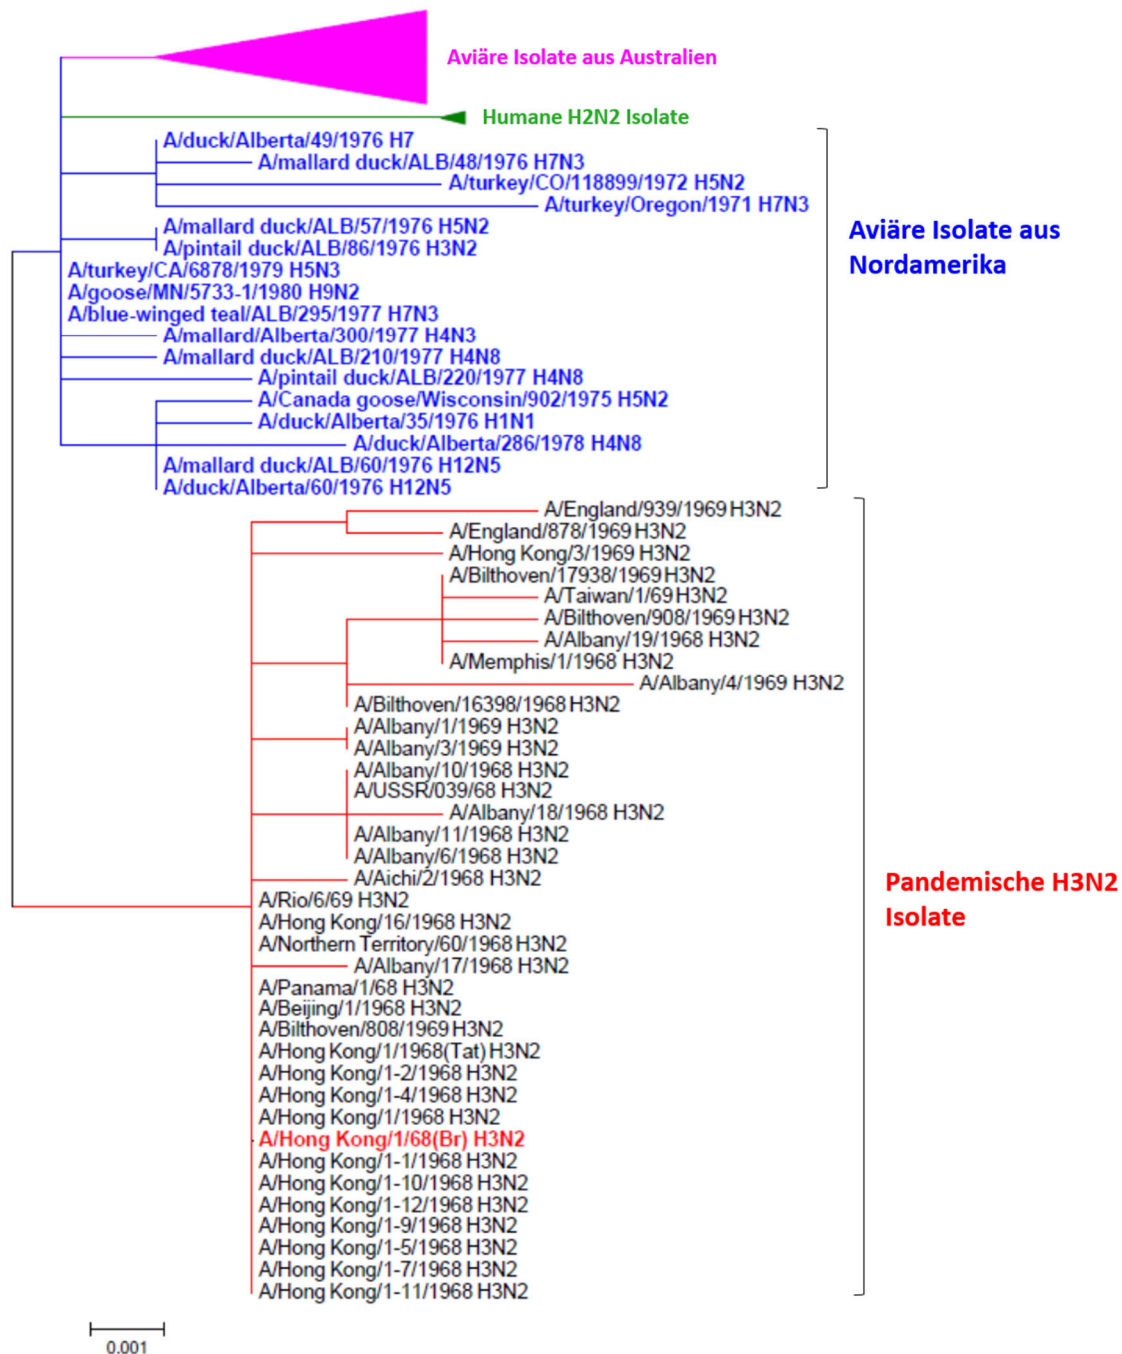 Aviäre Isolate aus Australien
Humane H2N2 Isolate
A/duck/Alberta/49/1976 H7
A/mallard duck/ALB/48/1976 H7N3
A/turkey/CO/118899/1972 H5N2
A/turkey/Oregon/1971 H7N3
A/mallard duck/ALB/57/1976 H5N2
A/pintail duck/ALB/86/1976 H3N2
A/turkey/CA/6878/1979 H5N3
A/goose/MN/5733-1/1980 H9N2
A/blue-winged teal/ALB/295/1977 H7N3
A/mallard/Alberta/300/1977 H4N3
A/mallard duck/ALB/210/1977 H4N8
A/pintail duck/ALB/220/1977 H4N8
A/Canada goose/Wisconsin/902/1975 H5N2
A/duck/Alberta/35/1976 H1N1
A/duck/Alberta/286/1978 H4N8
A/mallard duck/ALB/60/1976 H12N5
A/duck/Alberta/60/1976 H12N5
Aviäre Isolate aus
Nordamerika
A/England/939/1969 H3N2
A/England/878/1969 H3N2
A/Hong Kong/3/1969 H3N2
A/Bilthoven/17938/1969 H3N2
A/Taiwan/1/69 H3N2
A/Bilthoven/908/1969 H3N2
A/Albany/19/1968 H3N2
A/Memphis/1/1968 H3N2
A/Albany/4/1969 H3N2
A/Bilthoven/16398/1968 H3N2
A/Albany/1/1969 H3N2
A/Albany/3/1969 H3N2
A/Albany/10/1968 H3N2
A/USSR/039/68 H3N2
A/Albany/18/1968 H3N2
A/Albany/11/1968 H3N2
A/Albany/6/1968 H3N2
A/Aichi/2/1968 H3N2
A/Rio/6/69 H3N2
A/Hong Kong/16/1968 H3N2
A/Northern Territory/60/1968 H3N2
A/Albany/17/1968 H3N2
A/Panama/1/68 H3N2
A/Beijing/1/1968 H3N2
A/Bilthoven/808/1969 H3N2
A/Hong Kong/1/1968(Tat) H3N2
A/Hong Kong/1-2/1968 H3N2
A/Hong Kong/1-4/1968 H3N2
A/Hong Kong/1/1968 H3N2
A/Hong Kong/1/68(Br) H3N2
A/Hong Kong/1-1/1968 H3N2
A/Hong Kong/1-10/1968 H3N2
A/Hong Kong/1-12/1968 H3N2
A/Hong Kong/1-9/1968 H3N2
A/Hong Kong/1-5/1968 H3N2
A/Hong Kong/1-7/1968 H3N2
A/Hong Kong/1-11/1968 H3N2
Pandemische H3N2
Isolate
0.001